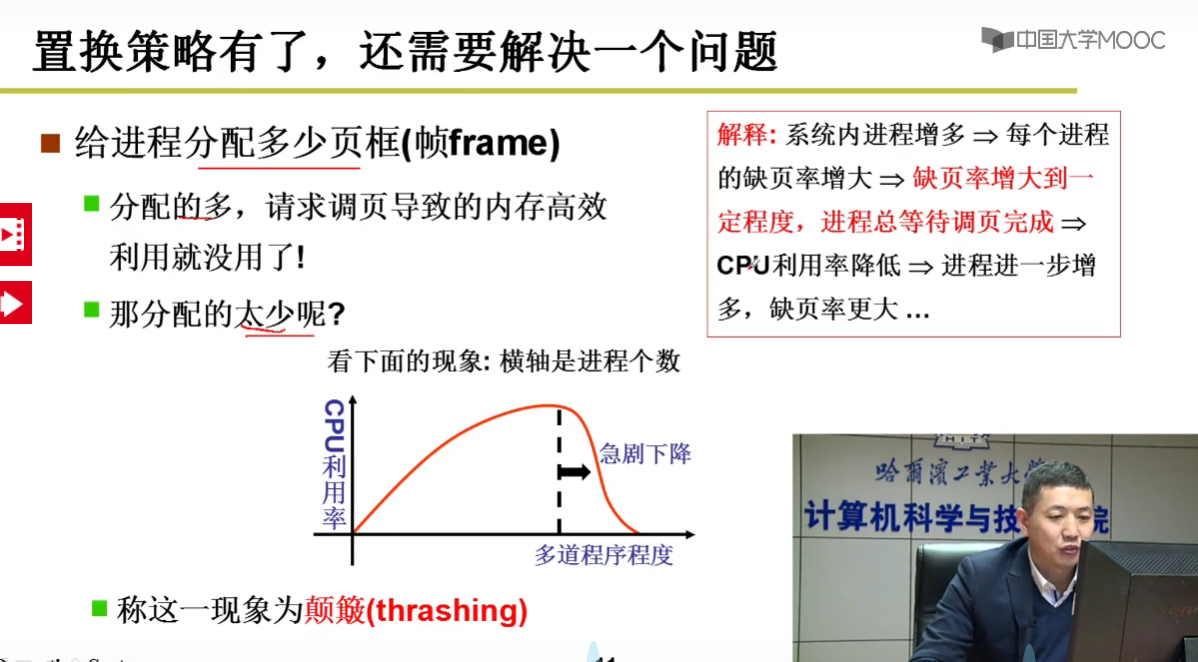 置换策略有了，还需要解决一个问题
中国大学MOOC
给进程分配多少页框(帧frame)
分配的多，请求调页导致的内存高效
利用就没用了!
那分配的太少呢?
解释: 系统内进程增多 ⇒ 每个进程
的缺页率增大 ⇒ 缺页率增大到一
定程度，进程总等待调页完成 ⇒
CPU利用率降低 ⇒ 进程进一步增
多，缺页率更大 ...
看下面的现象: 横轴是进程个数
CPU利用率
急剧下降
多道程序程度
称这一现象为颠簸(thrashing)
哈尔滨工业大学
计算机科学与技
院